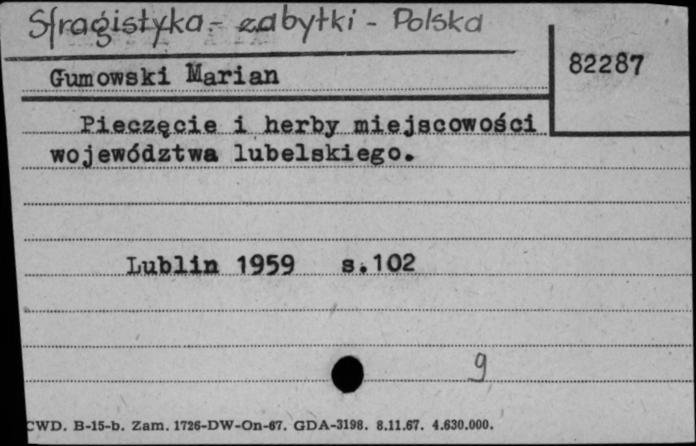 Sfragistyka - zabytki - Polska
Gumowski Marian
82287
Pieczęcie i herby miejscowości
województwa lubelskiego.
Lublin 1959 s.102
9
CWD. B-15-b. Zam. 1726-DW-On-67. GDA-3198. 8.11.67. 4.630.000.